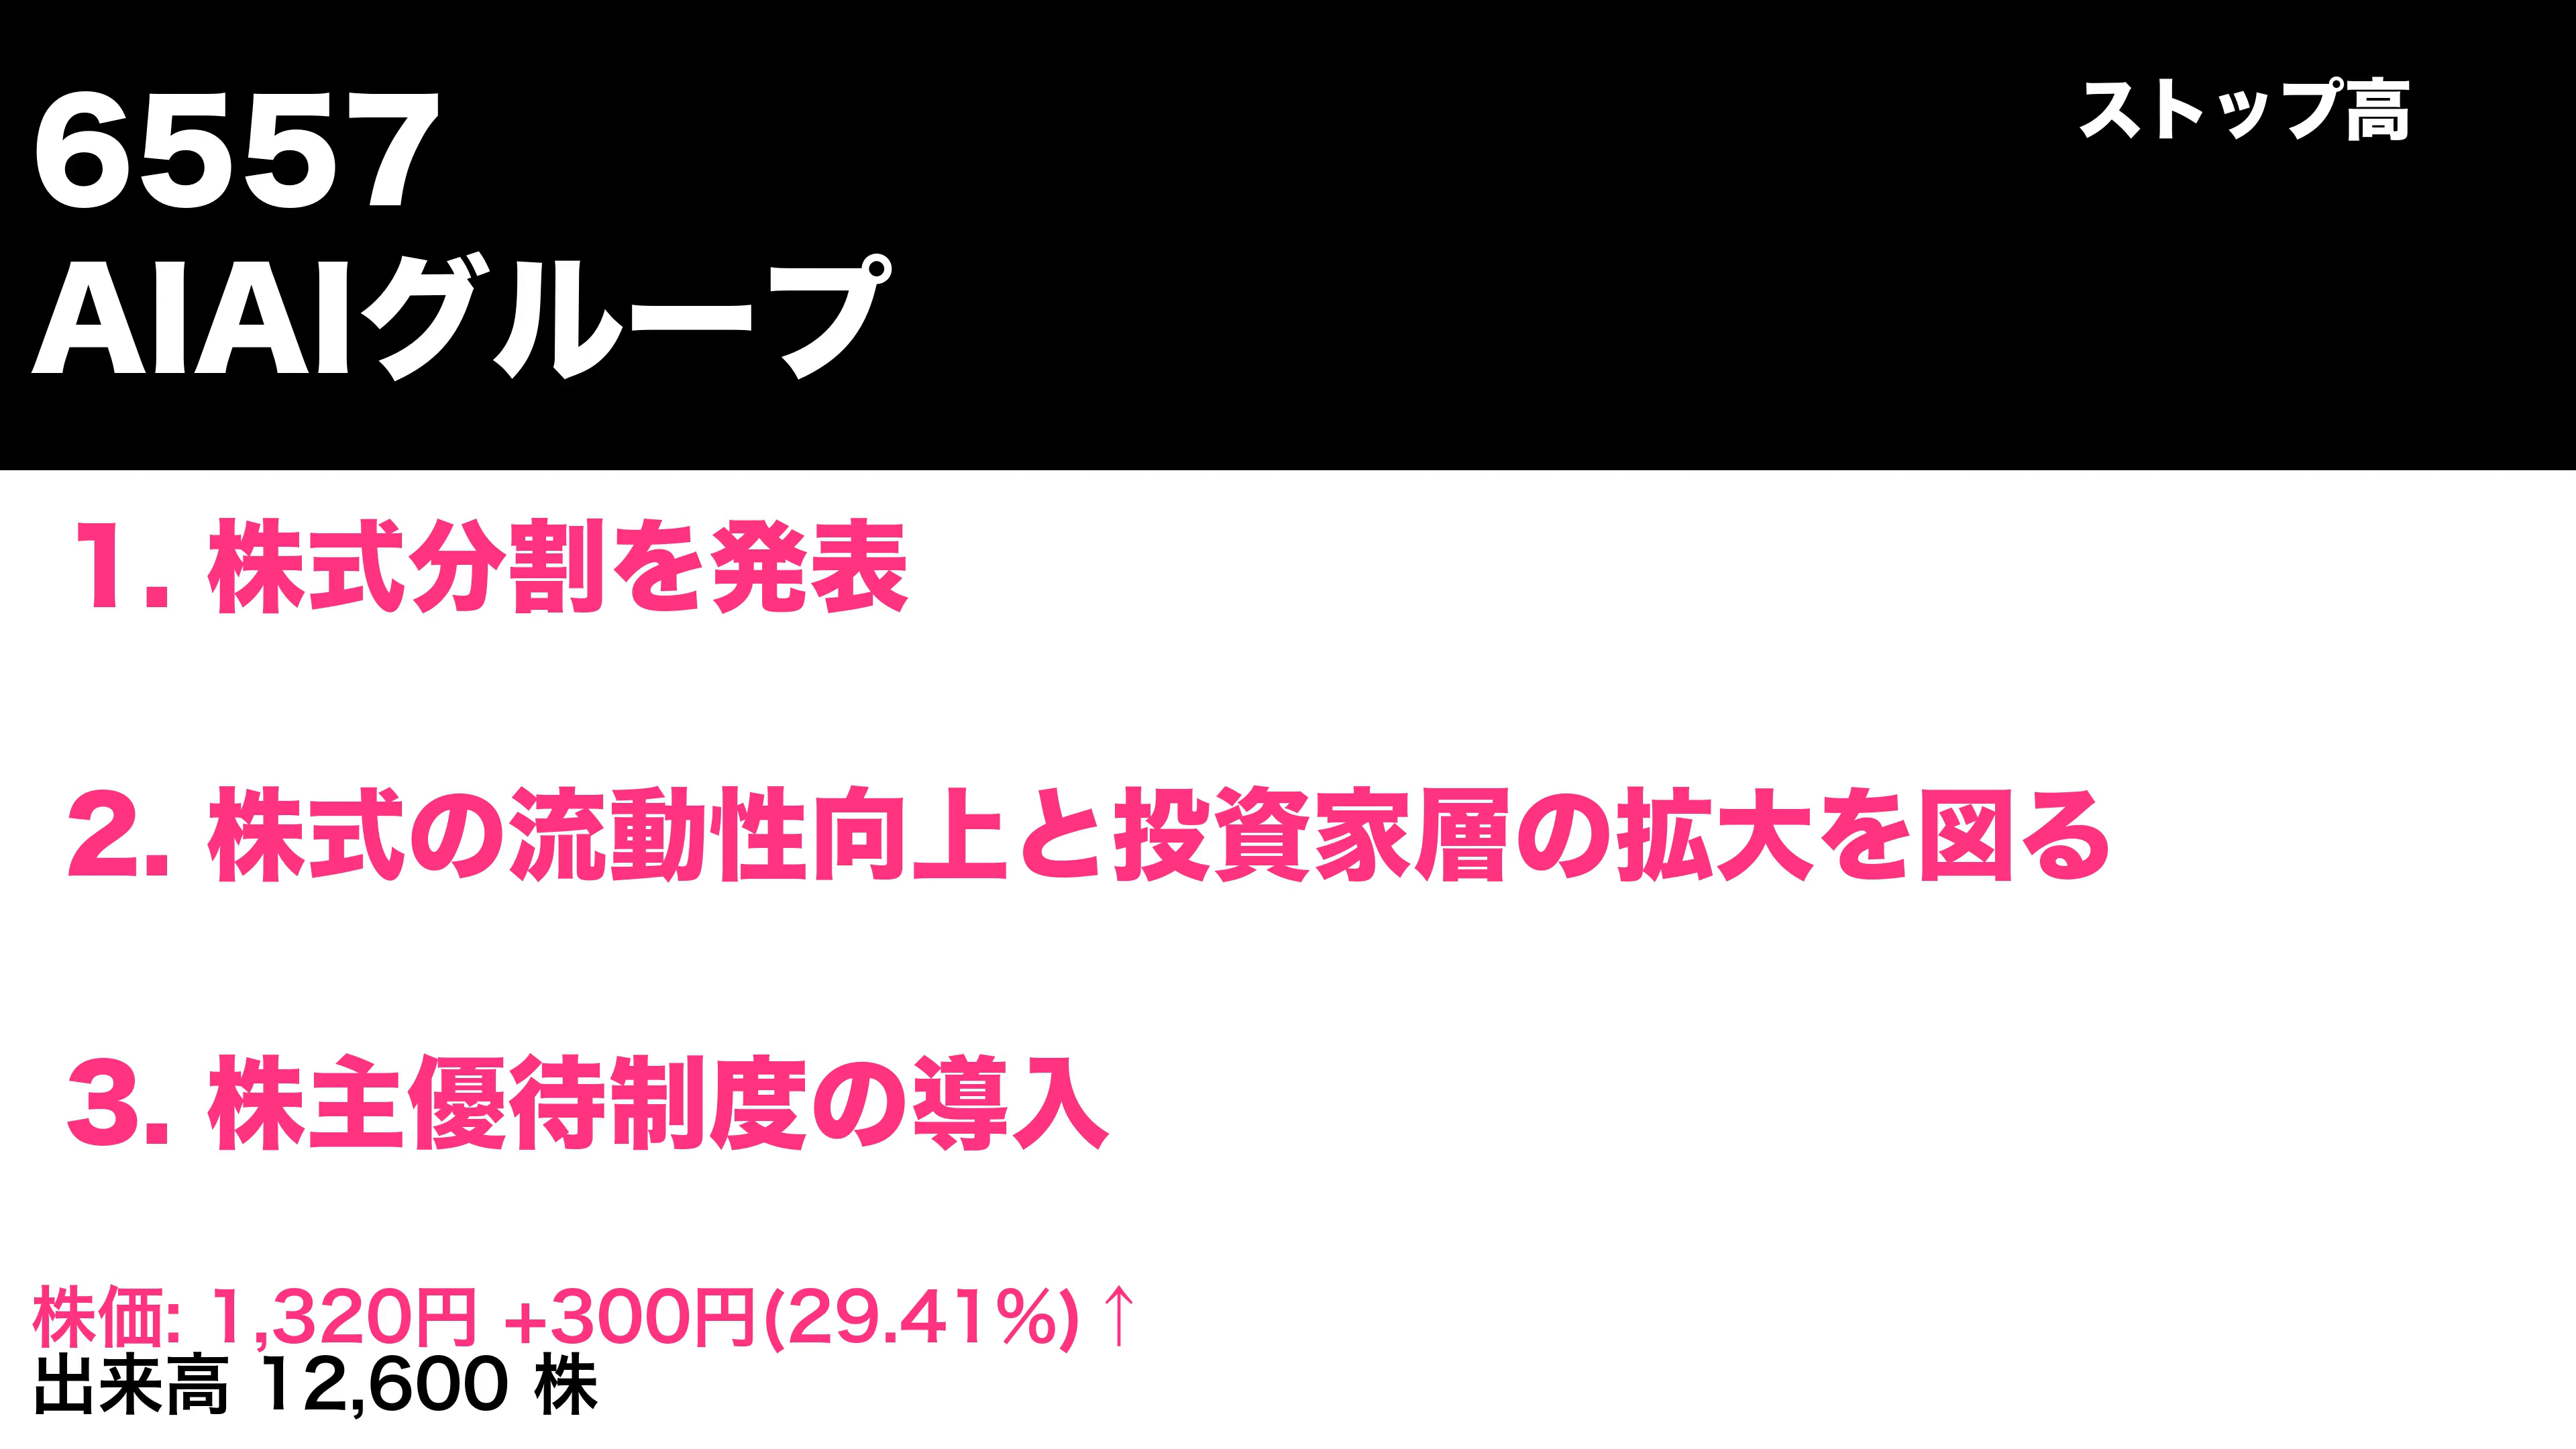 6557
ストップ高
AIAIグループ
1. 株式分割を発表
2. 株式の流動性向上と投資家層の拡大を図る
3. 株主優待制度の導入
株価: 1,320円 +300円(29.41%)↑
出来高 12,600 株